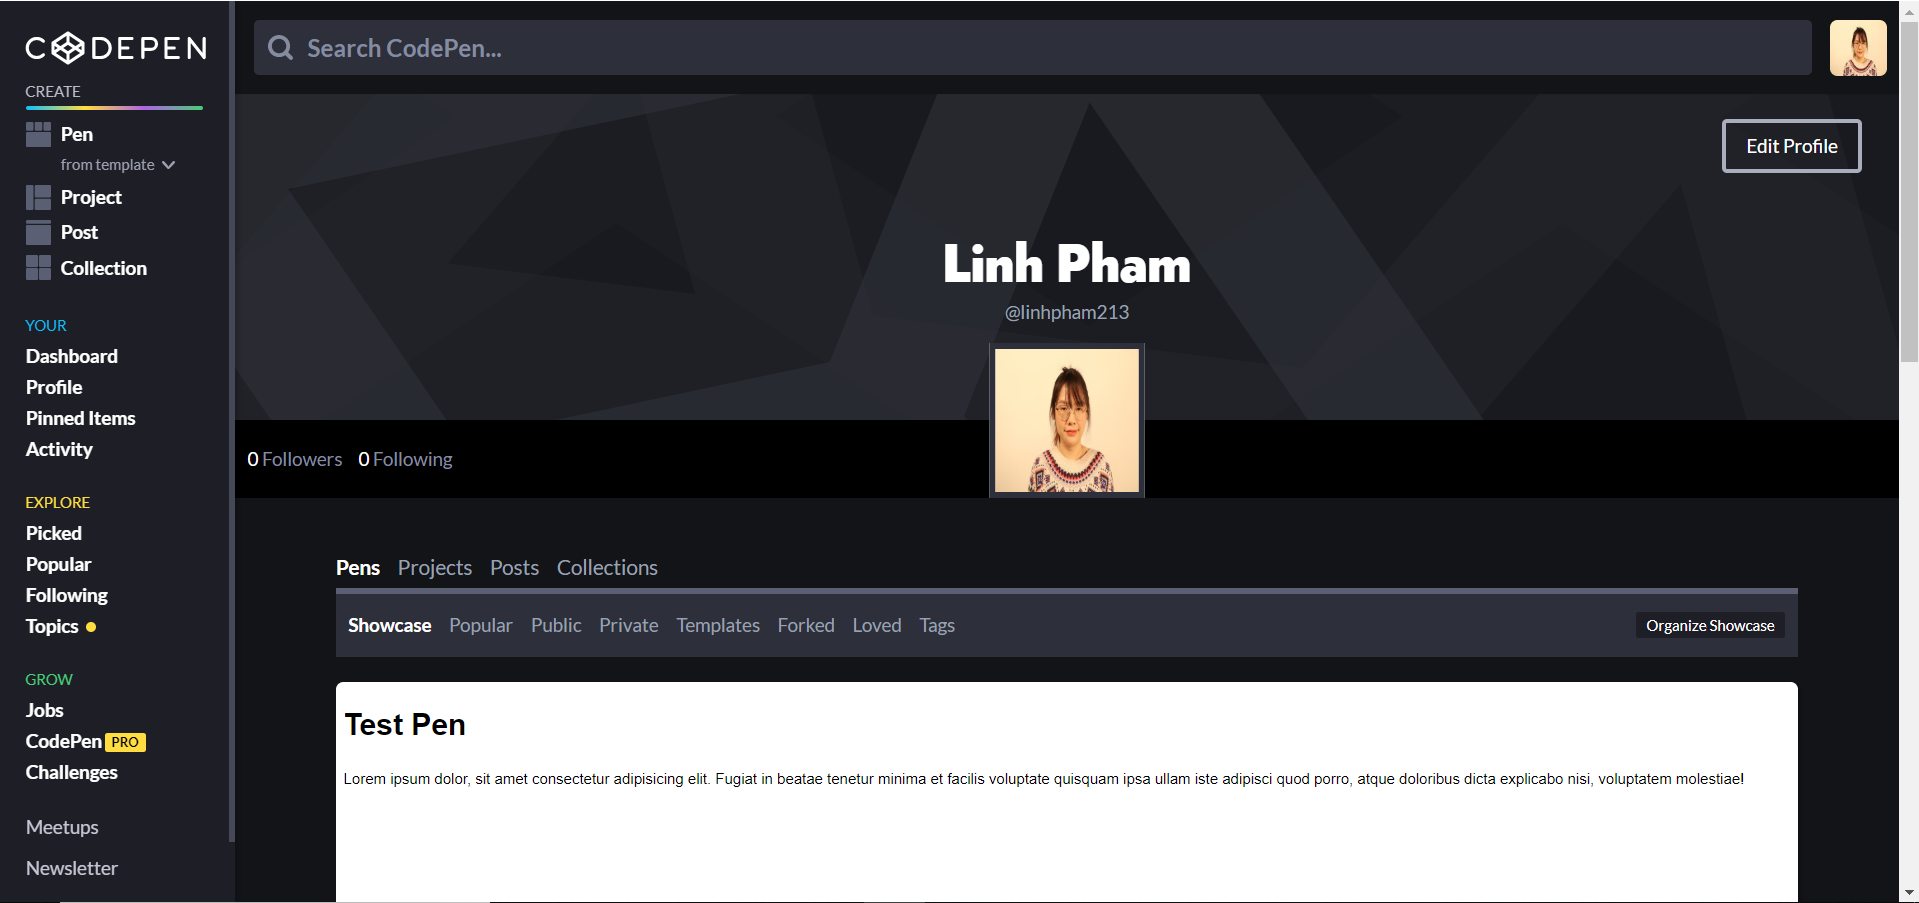 CODEPEN
Search CodePen...
CREATE
Pen
from template
Project
Post
Collection
YOUR
Dashboard
Profile
Pinned Items
Activity
EXPLORE
Picked
Popular
Following
Topics
GROW
Jobs
CodePen PRO
Challenges
Meetups
Newsletter
Edit Profile
Linh Pham
@linhpham213
0 Followers 0 Following
Pens Projects Posts Collections
Showcase Popular Public Private Templates Forked Loved Tags Organize Showcase
Test Pen
Lorem ipsum dolor, sit amet consectetur adipisicing elit. Fugiat in beatae tenetur minima et facilis voluptate quisquam ipsa ullam iste adipisci quod porro, atque doloribus dicta explicabo nisi, voluptatem molestiae!